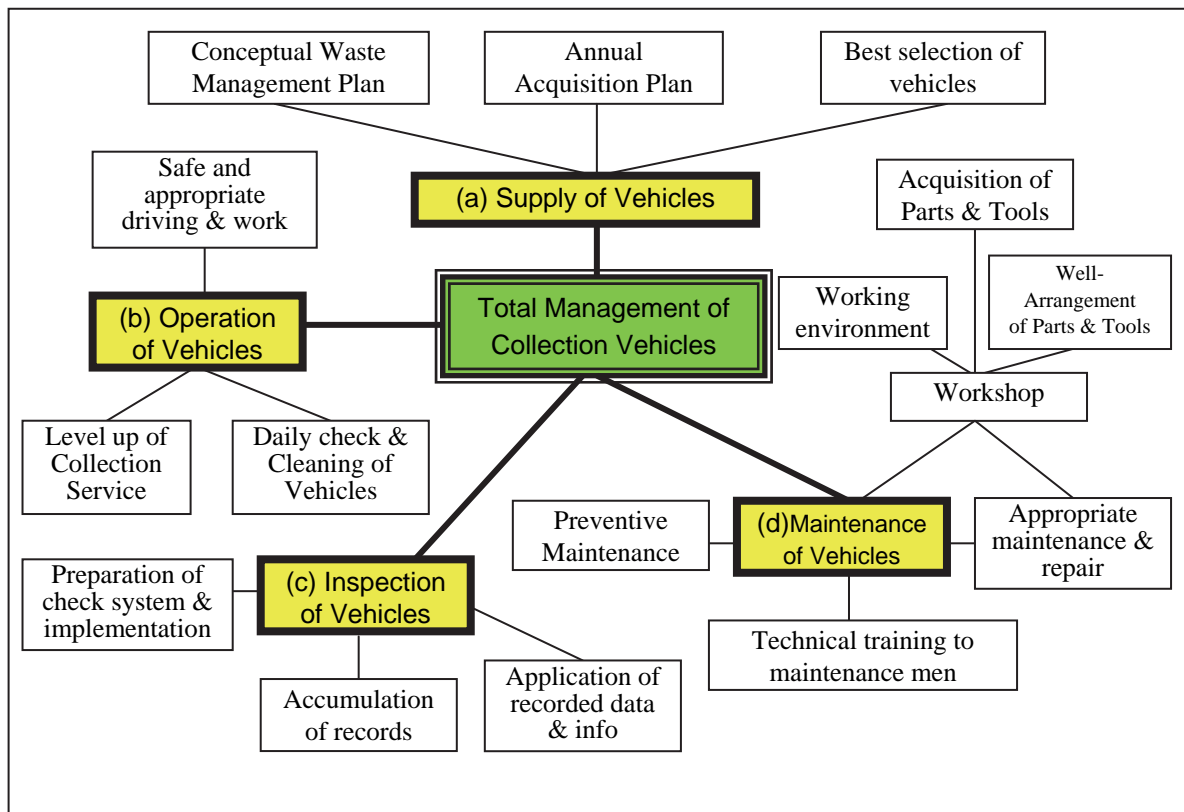 Conceptual Waste
Management Plan
Annual
Acquisition Plan
Best selection of
vehicles
Safe and
appropriate
driving & work
(a) Supply of Vehicles
Acquisition of
Parts & Tools
(b) Operation
of Vehicles
Total Management of
Collection Vehicles
Working
environment
Well-
Arrangement
of Parts & Tools
Workshop
Level up of
Collection
Service
Daily check &
Cleaning of
Vehicles
Preventive
Maintenance
(d)Maintenance
of Vehicles
Appropriate
maintenance &
repair
Preparation of
check system &
implementation
(c) Inspection
of Vehicles
Technical training to
maintenance men
Accumulation
of records
Application of
recorded data
& info